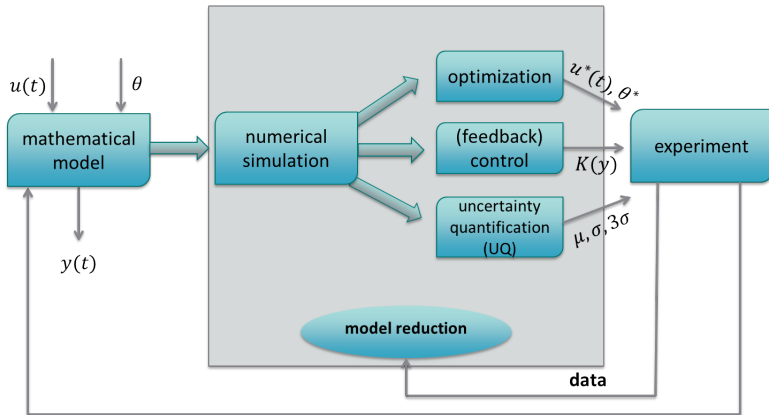 u(t)
θ
mathematical
model
y(t)
numerical
simulation
optimization
(feedback)
control
uncertainty
quantification
(UQ)
u*(t), θ*
K(y)
μ, σ, 3σ
experiment
model reduction
data